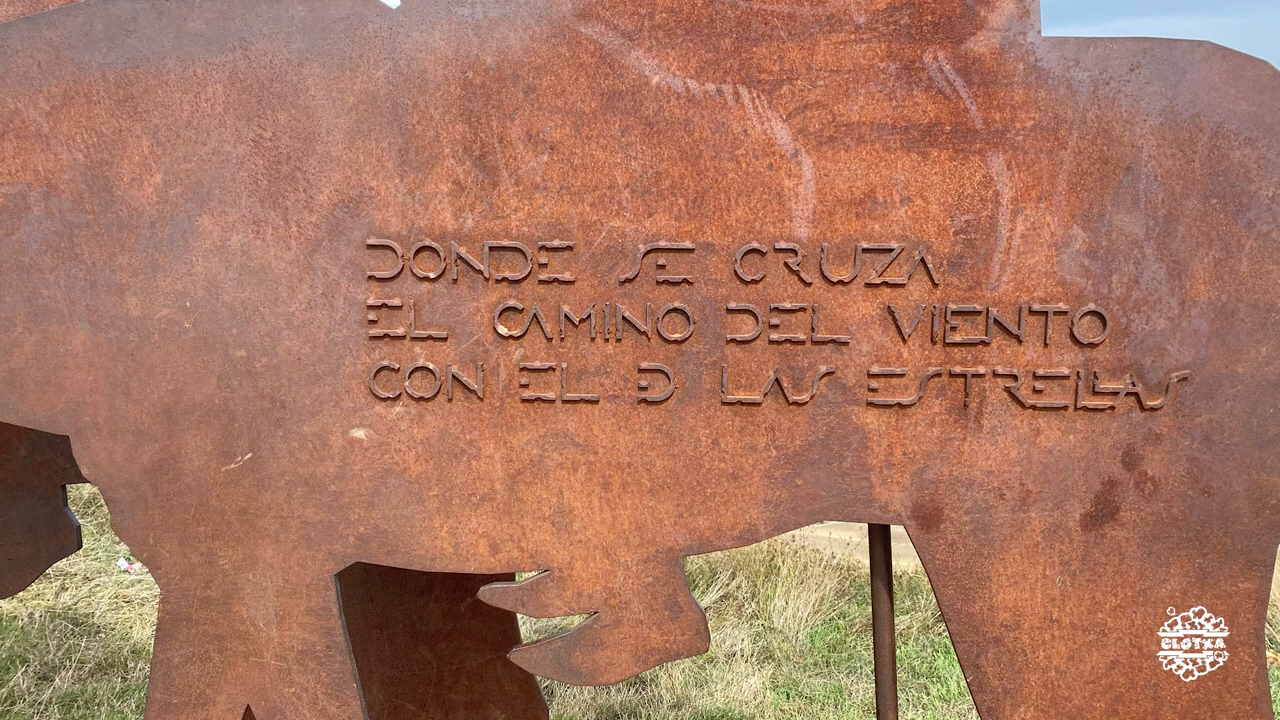 DONDE SE CRUZA
EL CAMINO DEL VIENTO
CON EL D LAS ESTRELLAS
CLOTXA